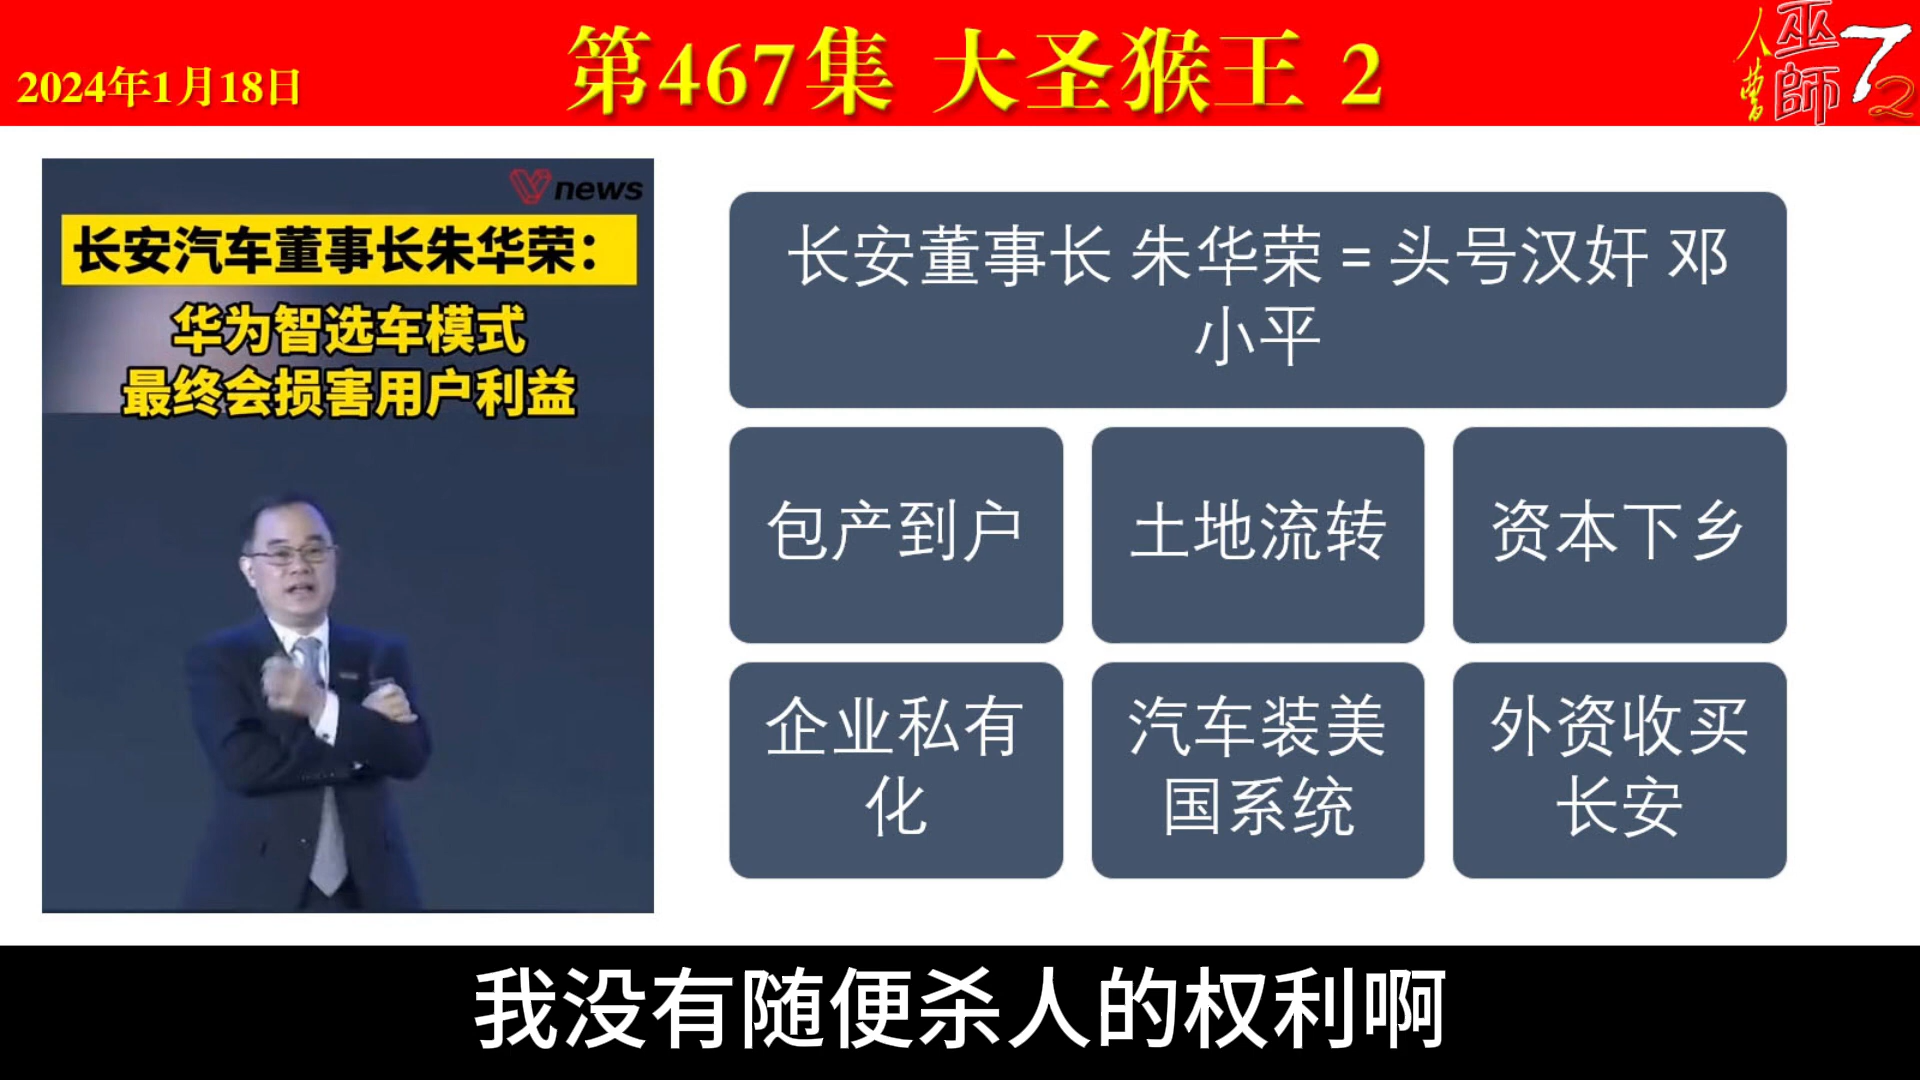 2024年1月18日
第467集 大圣猴王 2
人曹
巫師
72
V news
长安汽车董事长朱华荣：
华为智选车模式
最终会损害用户利益
长安董事长 朱华荣 = 头号汉奸 邓
小平
包产到户
土地流转
资本下乡
企业私有
化
汽车装美
国系统
外资收买
长安
我没有随便杀人的权利啊